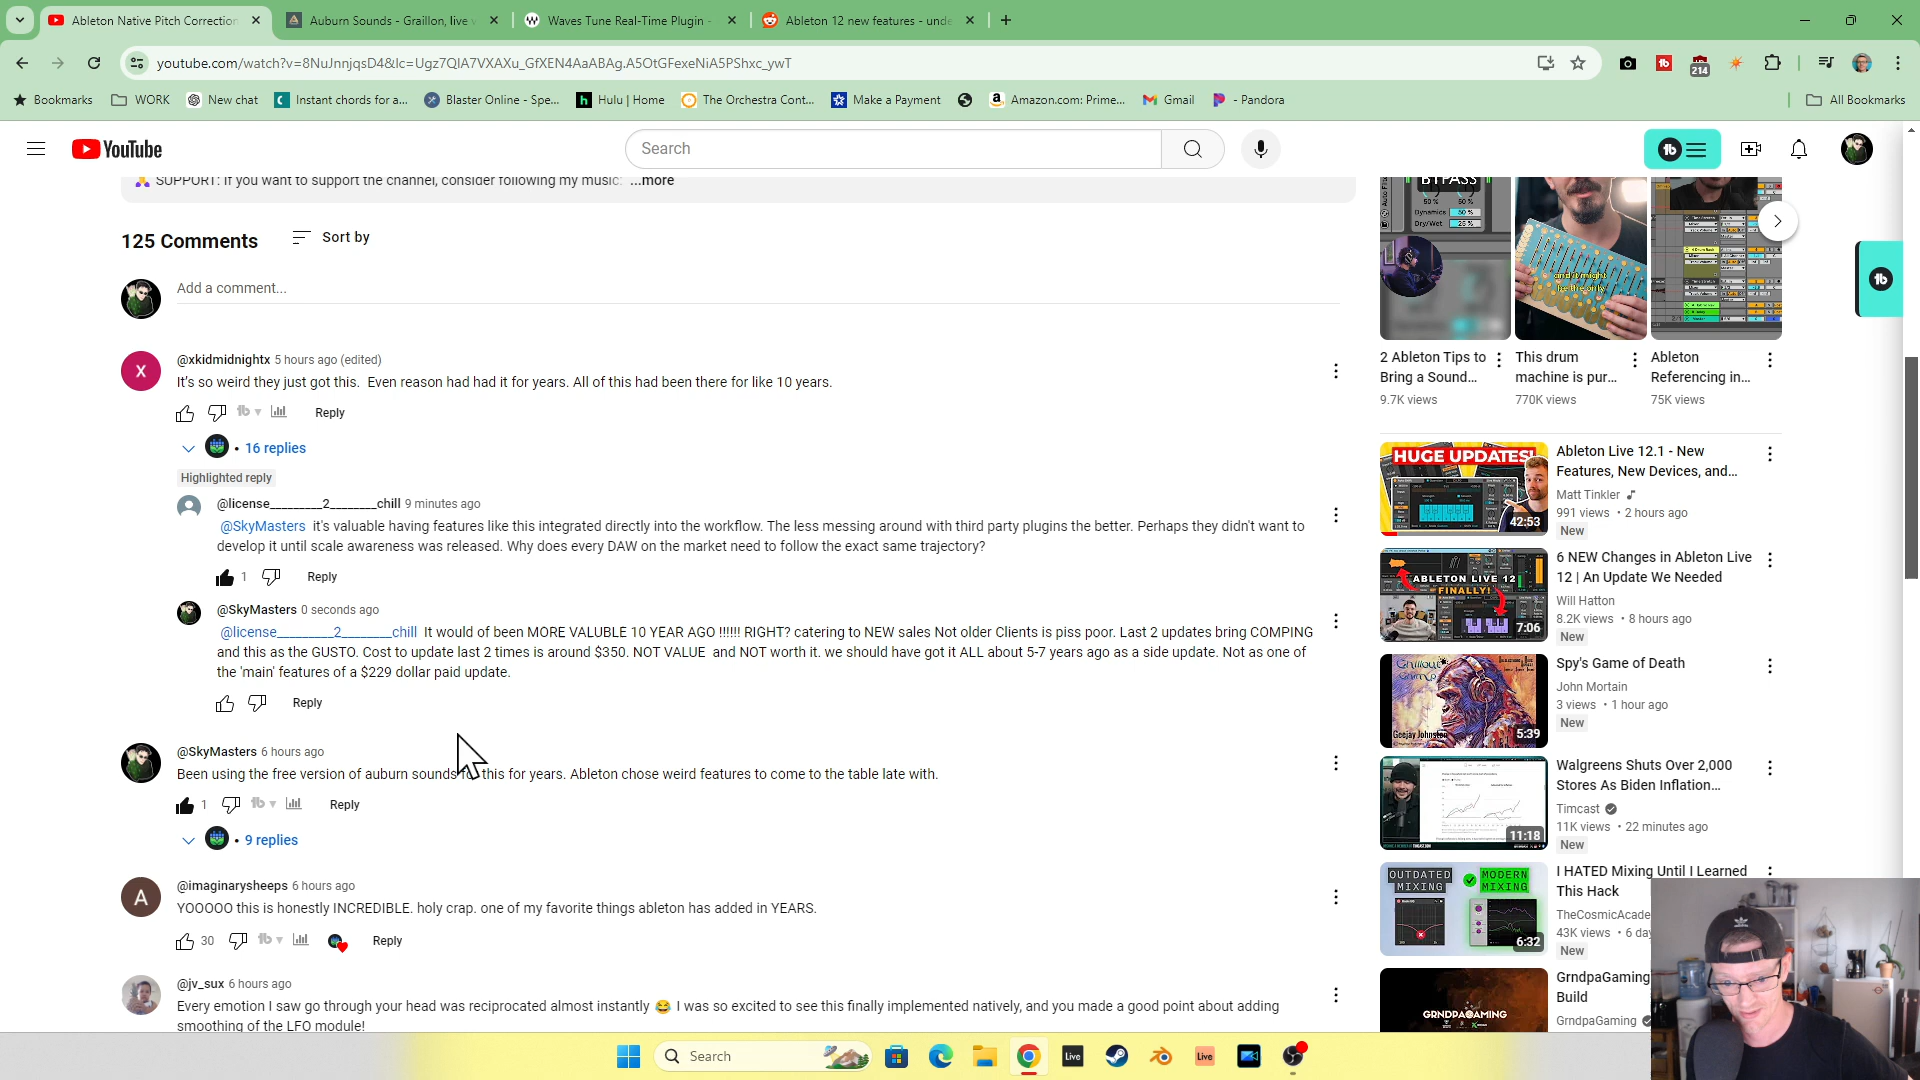 Ableton Native Pitch Correction
Auburn Sounds - Graillon, live v
Waves Tune Real-Time Plugin -
Ableton 12 new features - unde
youtube.com/watch?v=8NuJnnjqsD4&lc=Ugz7QIA7VXAXu_GfXEN4AaABAg.A5OtGFexeNiA5PShxc_ywT
214
Bookmarks
WORK
New chat
Instant chords for a...
Blaster Online - Spe...
Hulu | Home
The Orchestra Cont...
Make a Payment
Amazon.com: Prime...
Gmail
- Pandora
All Bookmarks
YouTube
Search
SUPPORT: If you want to support the channel, consider following my music: ...more
125 Comments
Sort by
Add a comment...
@xkidmidnightx 5 hours ago (edited)
It's so weird they just got this. Even reason had had it for years. All of this had been there for like 10 years.
Reply
16 replies
Highlighted reply
@license_________2_______chill 9 minutes ago
@SkyMasters it's valuable having features like this integrated directly into the workflow. The less messing around with third party plugins the better. Perhaps they didn't want to
develop it until scale awareness was released. Why does every DAW on the market need to follow the exact same trajectory?
1 Reply
@SkyMasters 0 seconds ago
@license_________2_______chill It would of been MORE VALUBLE 10 YEAR AGO !!!!!! RIGHT? catering to NEW sales Not older Clients is piss poor. Last 2 updates bring COMPING
and this as the GUSTO. Cost to update last 2 times is around $350. NOT VALUE and NOT worth it. we should have got it ALL about 5-7 years ago as a side update. Not as one of
the 'main' features of a $229 dollar paid update.
Reply
@SkyMasters 6 hours ago
Been using the free version of auburn sounds this for years. Ableton chose weird features to come to the table late with.
1 Reply
9 replies
A
@imaginarysheeps 6 hours ago
YOOOOO this is honestly INCREDIBLE. holy crap. one of my favorite things ableton has added in YEARS.
30 Reply
@jv_sux 6 hours ago
Every emotion I saw go through your head was reciprocated almost instantly 😂 I was so excited to see this finally implemented natively, and you made a good point about adding
smoothing of the LFO module!
X
BYPASS
50 % 50 %
Dynamics 50 %
Dry/Wet 25 %
2 Ableton Tips to
Bring a Sound...
9.7K views
This drum
machine is pur...
770K views
Ableton
Referencing in...
75K views
HUGE UPDATES!
42:53
Ableton Live 12.1 - New
Features, New Devices, and...
Matt Tinkler
991 views • 2 hours ago
New
ABLETON LIVE 12
FINALLY!
7:06
6 NEW Changes in Ableton Live
12 | An Update We Needed
Will Hatton
8.2K views • 8 hours ago
New
Geejay Johnston
5:39
Spy's Game of Death
John Mortain
3 views • 1 hour ago
New
11:18
Walgreens Shuts Over 2,000
Stores As Biden Inflation...
Timcast
11K views • 22 minutes ago
New
OUTDATED
MIXING
MODERN
MIXING
6:32
I HATED Mixing Until I Learned
This Hack
TheCosmicAcade
43K views • 6 day
New
GRNDPAGAMING
GrndpaGaming
Build
GrndpaGaming
Search
Live
Live